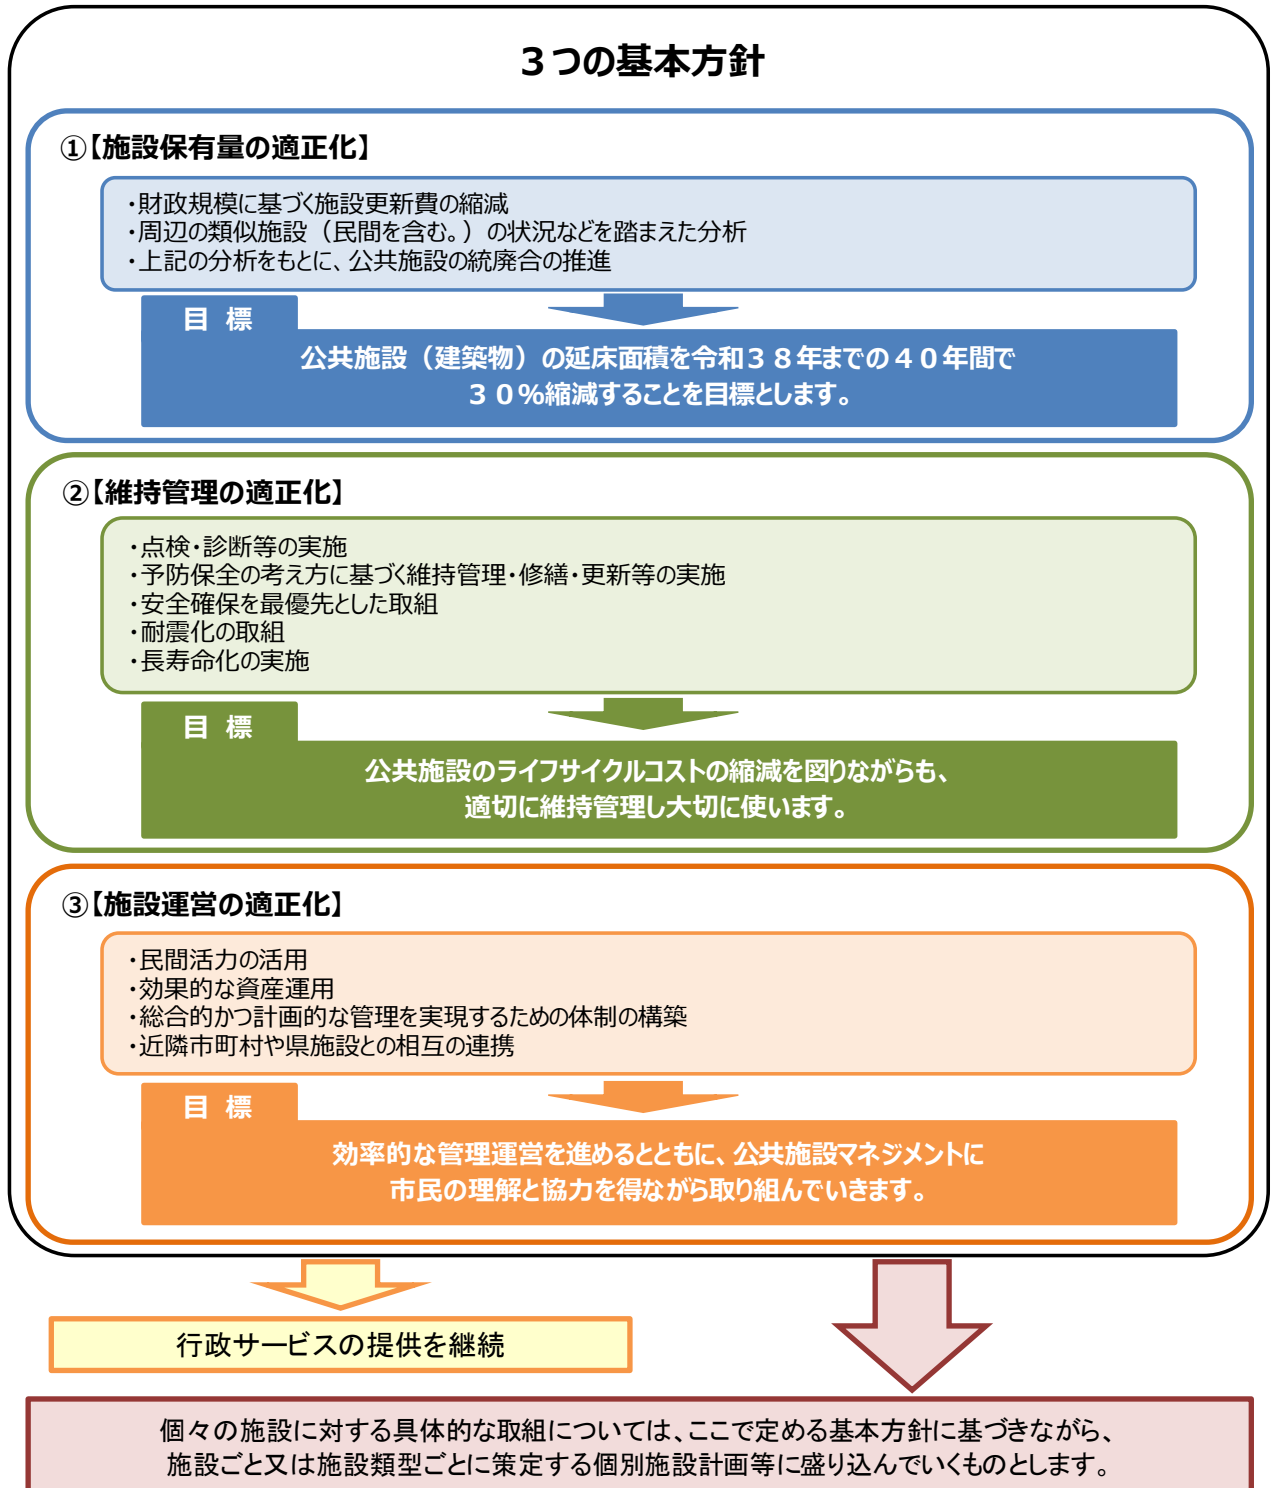 ３つの基本方針
①【施設保有量の適正化】
・財政規模に基づく施設更新費の縮減
・周辺の類似施設（民間を含む。）の状況などを踏まえた分析
・上記の分析をもとに、公共施設の統廃合の推進
目 標
公共施設（建築物）の延床面積を令和３８年までの４０年間で
３０％縮減することを目標とします。
②【維持管理の適正化】
・点検・診断等の実施
・予防保全の考え方に基づく維持管理・修繕・更新等の実施
・安全確保を最優先とした取組
・耐震化の取組
・長寿命化の実施
目 標
公共施設のライフサイクルコストの縮減を図りながらも、
適切に維持管理し大切に使います。
③【施設運営の適正化】
・民間活力の活用
・効果的な資産運用
・総合的かつ計画的な管理を実現するための体制の構築
・近隣市町村や県施設との相互の連携
目 標
効率的な管理運営を進めるとともに、公共施設マネジメントに
市民の理解と協力を得ながら取り組んでいきます。
行政サービスの提供を継続
個々の施設に対する具体的な取組については、ここで定める基本方針に基づきながら、
施設ごと又は施設類型ごとに策定する個別施設計画等に盛り込んでいくものとします。